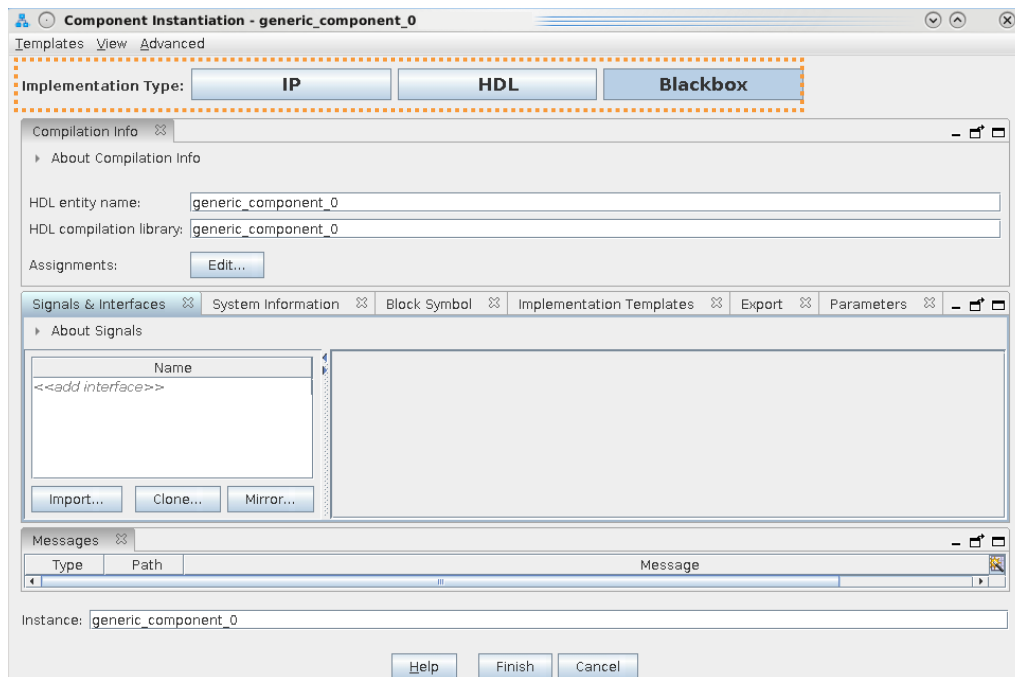 Component Instantiation - generic_component_0
Templates View Advanced
Implementation Type: IP HDL Blackbox
Compilation Info
About Compilation Info
HDL entity name: generic_component_0
HDL compilation library: generic_component_0
Assignments: Edit...
Signals & Interfaces System Information Block Symbol Implementation Templates Export Parameters
About Signals
Name
<<add interface>>
Import... Clone... Mirror...
Messages
Type Path Message
Instance: generic_component_0
Help Finish Cancel